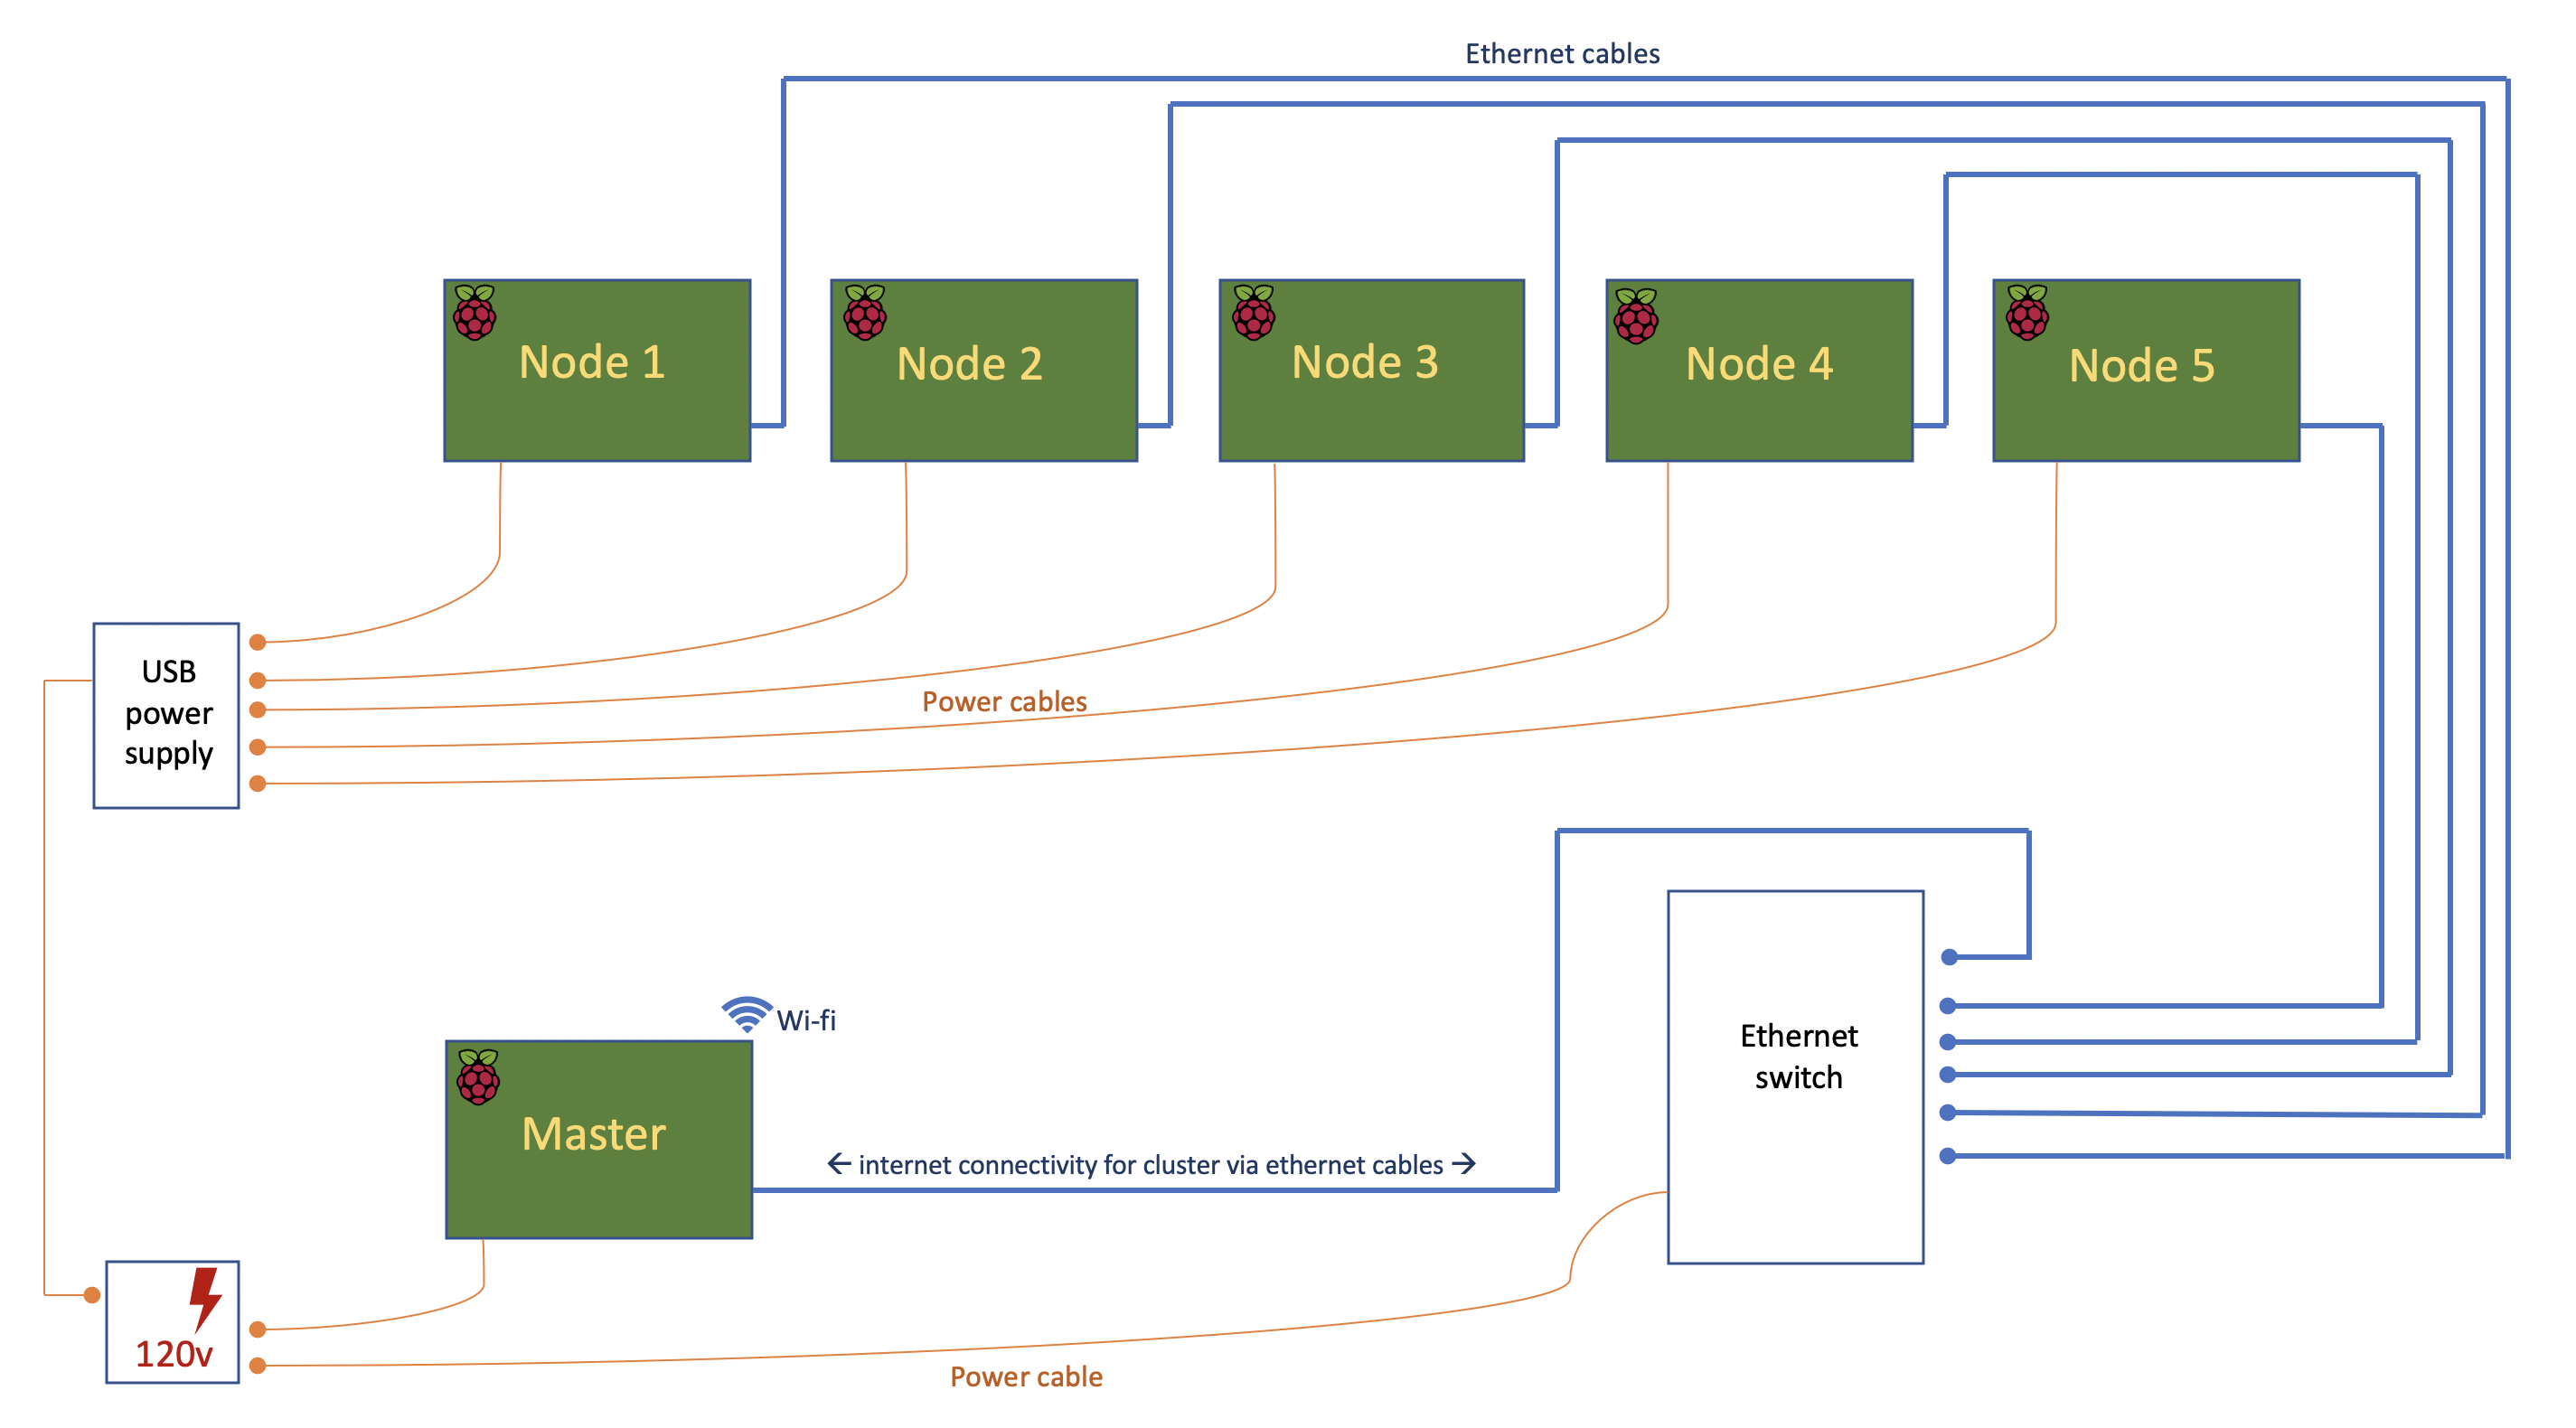 Ethernet cables
Node 1
Node 2
Node 3
Node 4
Node 5
USB
power
supply
Power cables
Wi-fi
Master
← internet connectivity for cluster via ethernet cables →
Ethernet
switch
120v
Power cable